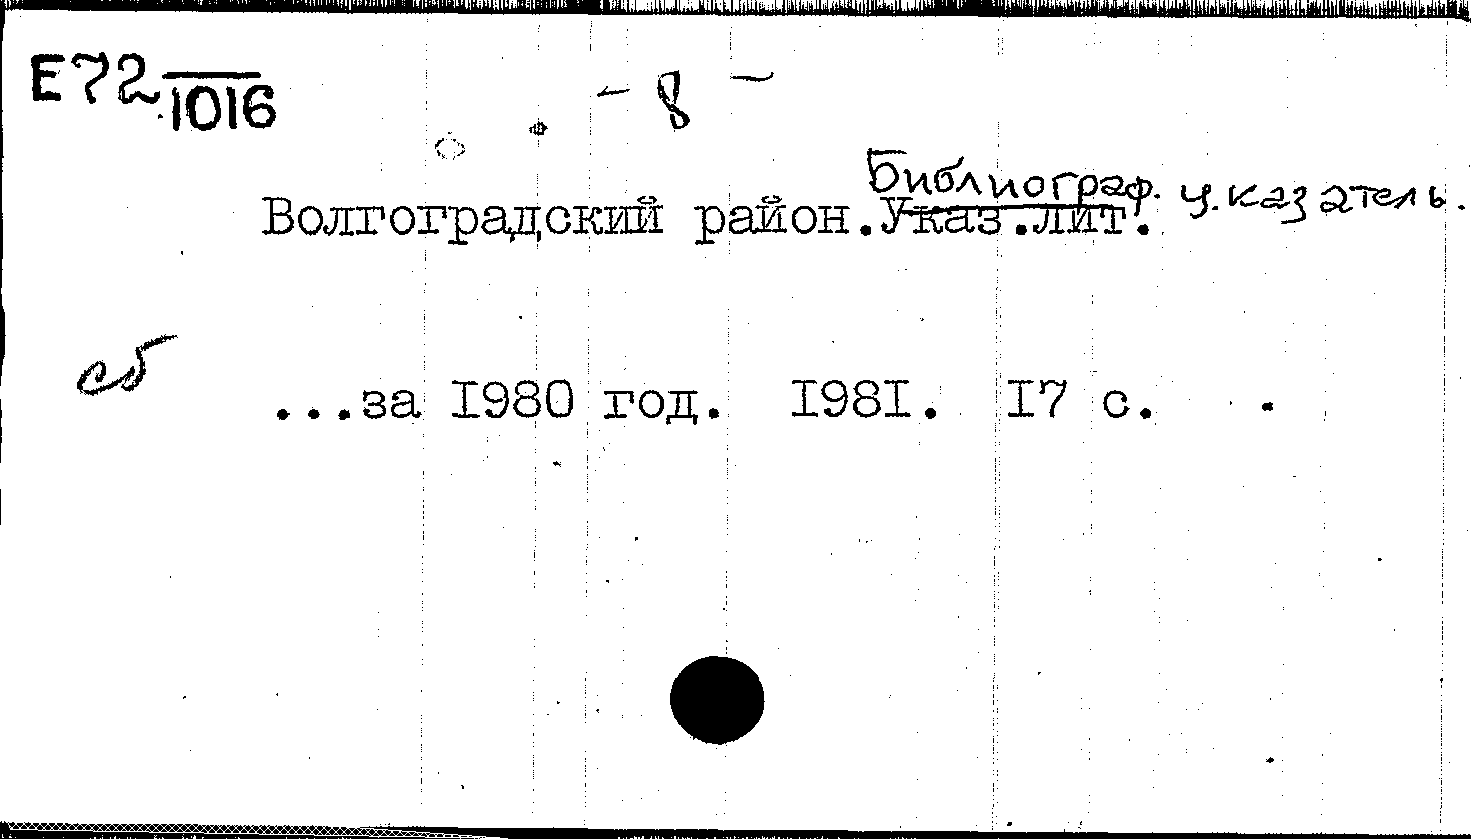 Е72 1016
- 8 -
Библиограф. указатель.
Волгоградский район. Указ.лит.
сб
...за 1980 год. 1981. 17 с.